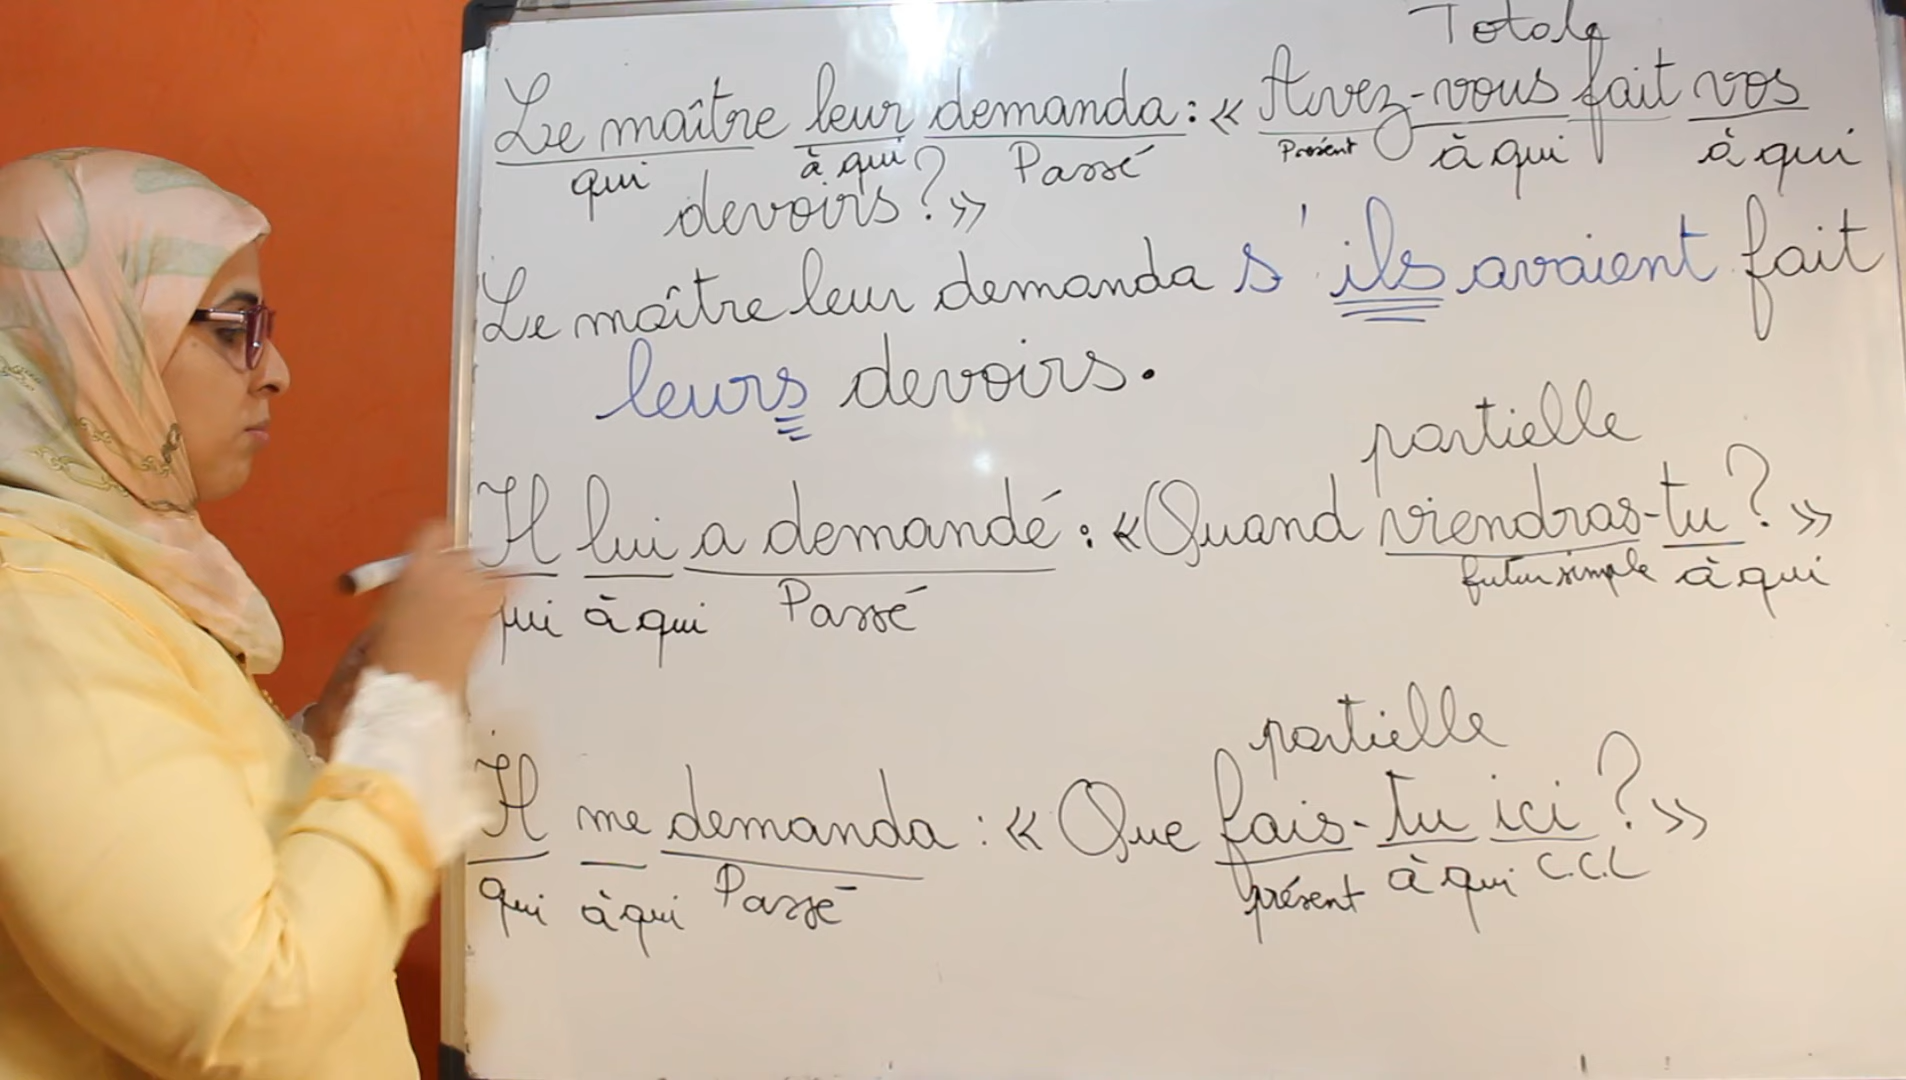 Totale
Le maître leur demanda : « Avez-vous fait vos
qui à qui Passé Présent à qui à qui
devoirs ? »
Le maître leur demanda s'ils avaient fait
leurs devoirs.
partielle
Il lui a demandé : « Quand viendras-tu ? »
qui à qui Passé futur simple à qui
partielle
Il me demanda : « Que fais-tu ici ? »
qui à qui Passé présent à qui C.C.L